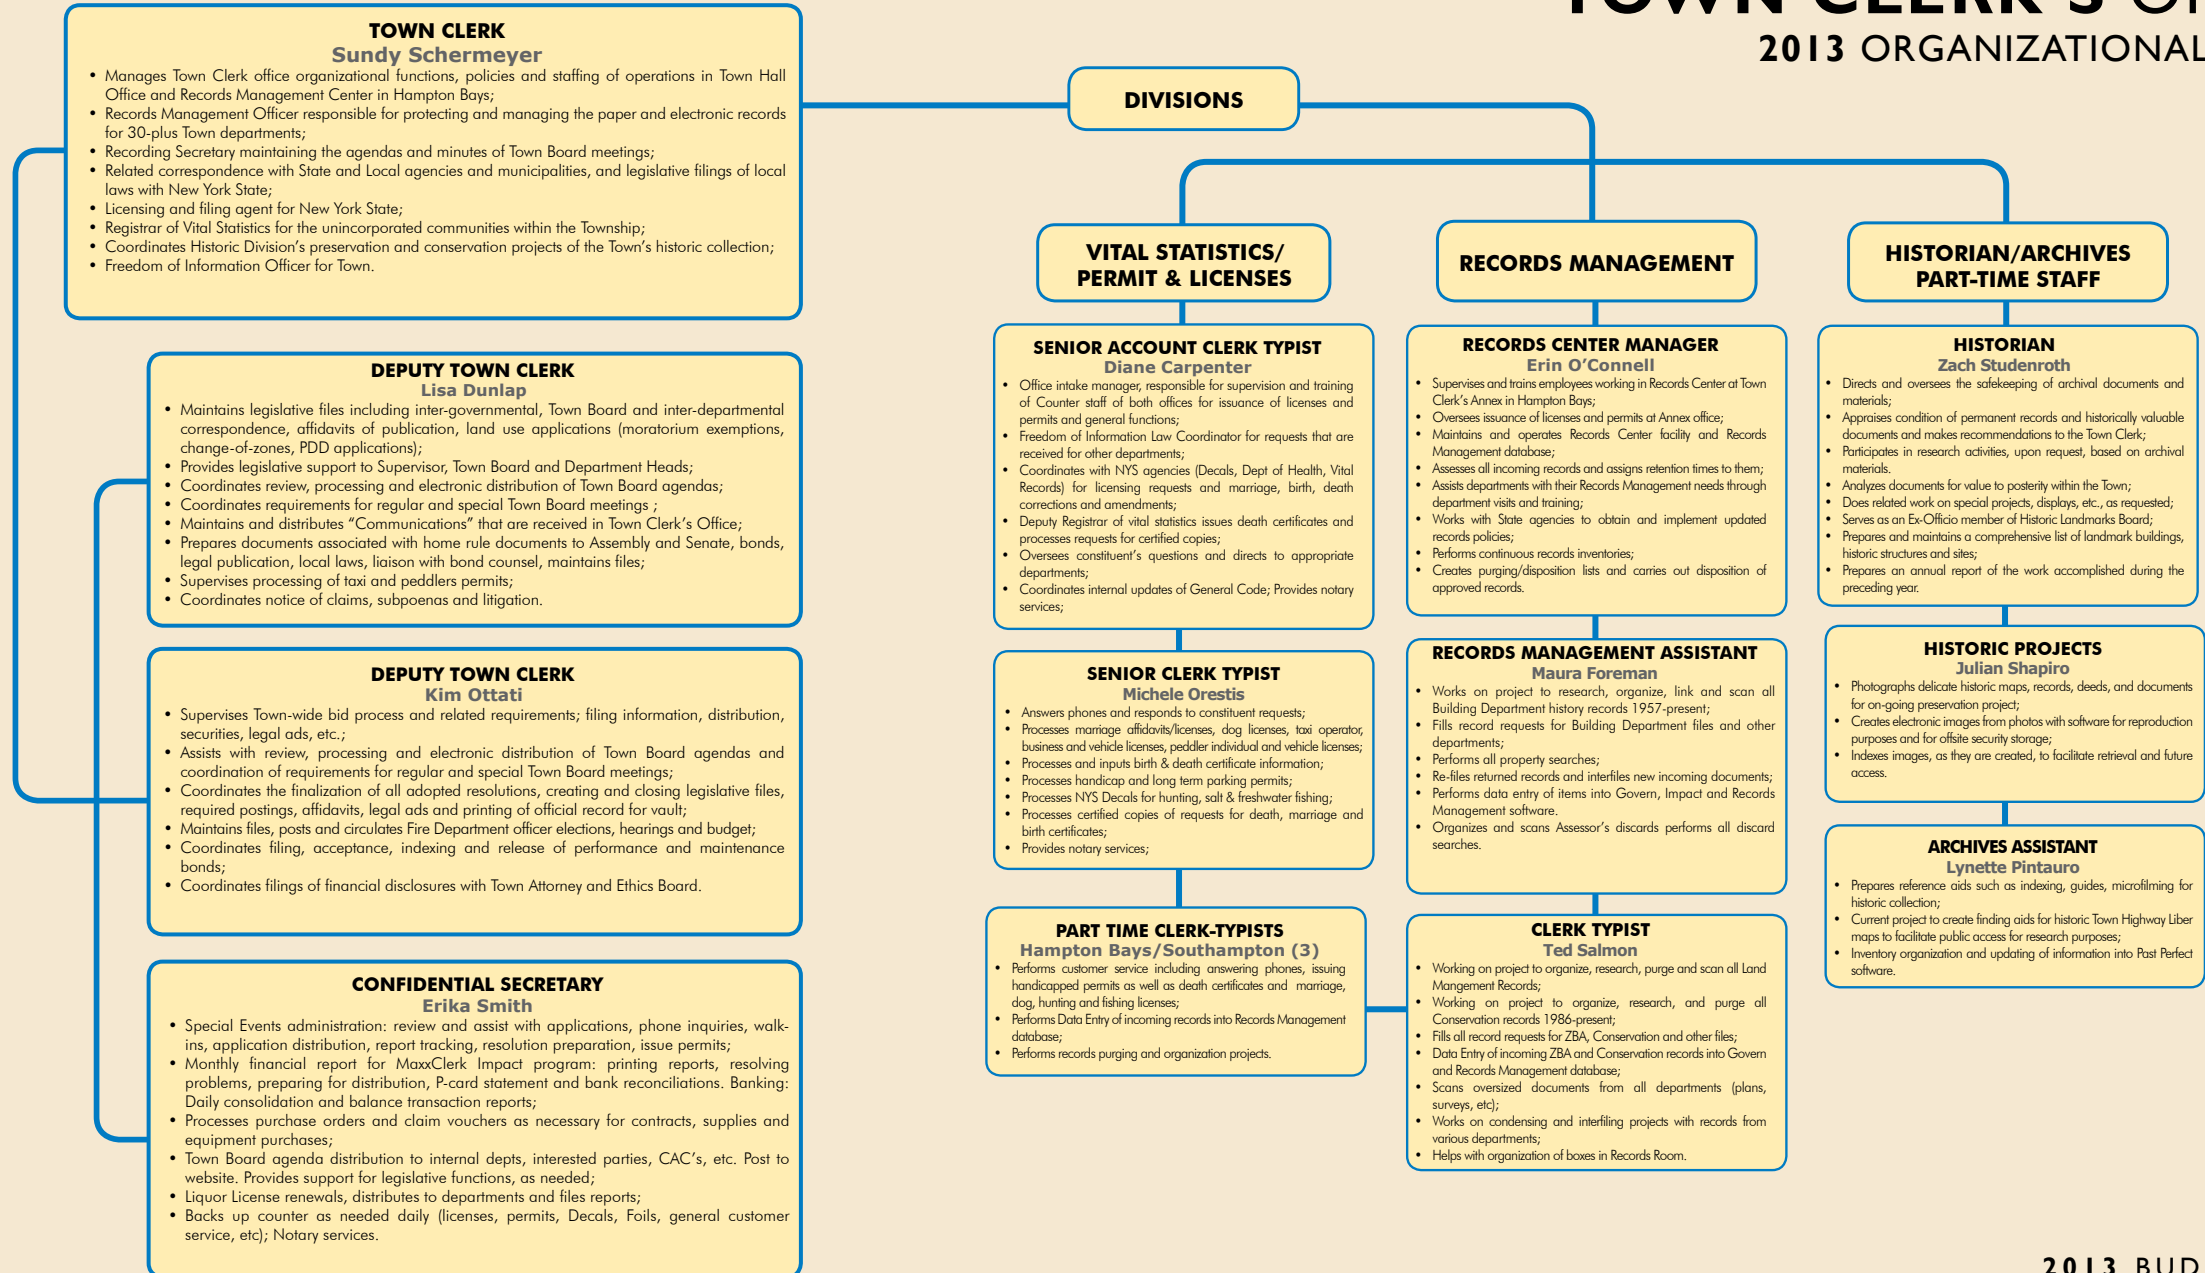 TOWN CLERK'S
2013 ORGANIZATIONAL
TOWN CLERK
Sundy Schermeyer
• Manages Town Clerk office organizational functions, policies and staffing of operations in Town Hall
Office and Records Management Center in Hampton Bays;
• Records Management Officer responsible for protecting and managing the paper and electronic records
for 30-plus Town departments;
• Recording Secretary maintaining the agendas and minutes of Town Board meetings;
• Related correspondence with State and Local agencies and municipalities, and legislative filings of local
laws with New York State;
• Licensing and filing agent for New York State;
• Registrar of Vital Statistics for the unincorporated communities within the Township;
• Coordinates Historic Division's preservation and conservation projects of the Town's historic collection;
• Freedom of Information Officer for Town.
DEPUTY TOWN CLERK
Lisa Dunlap
• Maintains legislative files including inter-governmental, Town Board and inter-departmental
correspondence, affidavits of publication, land use applications (moratorium exemptions,
change-of-zones, PDD applications);
• Provides legislative support to Supervisor, Town Board and Department Heads;
• Coordinates review, processing and electronic distribution of Town Board agendas;
• Coordinates requirements for regular and special Town Board meetings ;
• Maintains and distributes “Communications” that are received in Town Clerk's Office;
• Prepares documents associated with home rule documents to Assembly and Senate, bonds,
legal publication, local laws, liaison with bond counsel, maintains files;
• Supervises processing of taxi and peddlers permits;
• Coordinates notice of claims, subpoenas and litigation.
DEPUTY TOWN CLERK
Kim Ottati
• Supervises Town-wide bid process and related requirements; filing information, distribution,
securities, legal ads, etc.;
• Assists with review, processing and electronic distribution of Town Board agendas and
coordination of requirements for regular and special Town Board meetings;
• Coordinates the finalization of all adopted resolutions, creating and closing legislative files,
required postings, affidavits, legal ads and printing of official record for vault;
• Maintains files, posts and circulates Fire Department officer elections, hearings and budget;
• Coordinates filing, acceptance, indexing and release of performance and maintenance
bonds;
• Coordinates filings of financial disclosures with Town Attorney and Ethics Board.
CONFIDENTIAL SECRETARY
Erika Smith
• Special Events administration: review and assist with applications, phone inquiries, walk-
ins, application distribution, report tracking, resolution preparation, issue permits;
• Monthly financial report for MaxxClerk Impact program: printing reports, resolving
problems, preparing for distribution, P-card statement and bank reconciliations. Banking:
Daily consolidation and balance transaction reports;
• Processes purchase orders and claim vouchers as necessary for contracts, supplies and
equipment purchases;
• Town Board agenda distribution to internal depts, interested parties, CAC's, etc. Post to
website. Provides support for legislative functions, as needed;
• Liquor License renewals, distributes to departments and files reports;
• Backs up counter as needed daily (licenses, permits, Decals, Foils, general customer
service, etc); Notary services.
DIVISIONS
VITAL STATISTICS/
PERMIT & LICENSES
SENIOR ACCOUNT CLERK TYPIST
Diane Carpenter
• Office intake manager, responsible for supervision and training
of Counter staff of both offices for issuance of licenses and
permits and general functions;
• Freedom of Information Law Coordinator for requests that are
received for other departments;
• Coordinates with NYS agencies (Decals, Dept of Health, Vital
Records) for licensing requests and marriage, birth, death
corrections and amendments;
• Deputy Registrar of vital statistics issues death certificates and
processes requests for certified copies;
• Oversees constituent's questions and directs to appropriate
departments;
• Coordinates internal updates of General Code; Provides notary
services;
SENIOR CLERK TYPIST
Michele Orestis
• Answers phones and responds to constituent requests;
• Processes marriage affidavits/licenses, dog licenses, taxi operator,
business and vehicle licenses, peddler individual and vehicle licenses;
• Processes and inputs birth & death certificate information;
• Processes handicap and long term parking permits;
• Processes NYS Decals for hunting, salt & freshwater fishing;
• Processes certified copies of requests for death, marriage and
birth certificates;
• Provides notary services;
PART TIME CLERK-TYPISTS
Hampton Bays/Southampton (3)
• Performs customer service including answering phones, issuing
handicapped permits as well as death certificates and marriage,
dog, hunting and fishing licenses;
• Performs Data Entry of incoming records into Records Management
database;
• Performs records purging and organization projects.
RECORDS MANAGEMENT
RECORDS CENTER MANAGER
Erin O'Connell
• Supervises and trains employees working in Records Center at Town
Clerk's Annex in Hampton Bays;
• Oversees issuance of licenses and permits at Annex office;
• Maintains and operates Records Center facility and Records
Management database;
• Assesses all incoming records and assigns retention times to them;
• Assists departments with their Records Management needs through
department visits and training;
• Works with State agencies to obtain and implement updated
records policies;
• Performs continuous records inventories;
• Creates purging/disposition lists and carries out disposition of
approved records.
RECORDS MANAGEMENT ASSISTANT
Maura Foreman
• Works on project to research, organize, link and scan all
Building Department history records 1957-present;
• Fills record requests for Building Department files and other
departments;
• Performs all property searches;
• Re-files returned records and interfiles new incoming documents;
• Performs data entry of items into Govern, Impact and Records
Management software.
• Organizes and scans Assessor's discards performs all discard
searches.
CLERK TYPIST
Ted Salmon
• Working on project to organize, research, purge and scan all Land
Mangement Records;
• Working on project to organize, research, and purge all
Conservation records 1986-present;
• Fills all record requests for ZBA, Conservation and other files;
• Data Entry of incoming ZBA and Conservation records into Govern
and Records Management database;
• Scans oversized documents from all departments (plans,
surveys, etc);
• Works on condensing and interfiling projects with records from
various departments;
• Helps with organization of boxes in Records Room.
HISTORIAN/ARCHIVES
PART-TIME STAFF
HISTORIAN
Zach Studenroth
• Directs and oversees the safekeeping of archival documents and
materials;
• Appraises condition of permanent records and historically valuable
documents and makes recommendations to the Town Clerk;
• Participates in research activities, upon request, based on archival
materials.
• Analyzes documents for value to posterity within the Town;
• Does related work on special projects, displays, etc., as requested;
• Serves as an Ex-Officio member of Historic Landmarks Board;
• Prepares and maintains a comprehensive list of landmark buildings,
historic structures and sites;
• Prepares an annual report of the work accomplished during the
preceding year.
HISTORIC PROJECTS
Julian Shapiro
• Photographs delicate historic maps, records, deeds, and documents
for on-going preservation project;
• Creates electronic images from photos with software for reproduction
purposes and for offsite security storage;
• Indexes images, as they are created, to facilitate retrieval and future
access.
ARCHIVES ASSISTANT
Lynette Pintauro
• Prepares reference aids such as indexing, guides, microfilming for
historic collection;
• Current project to create finding aids for historic Town Highway Liber
maps to facilitate public access for research purposes;
• Inventory organization and updating of information into Past Perfect
software.
2013 BUD